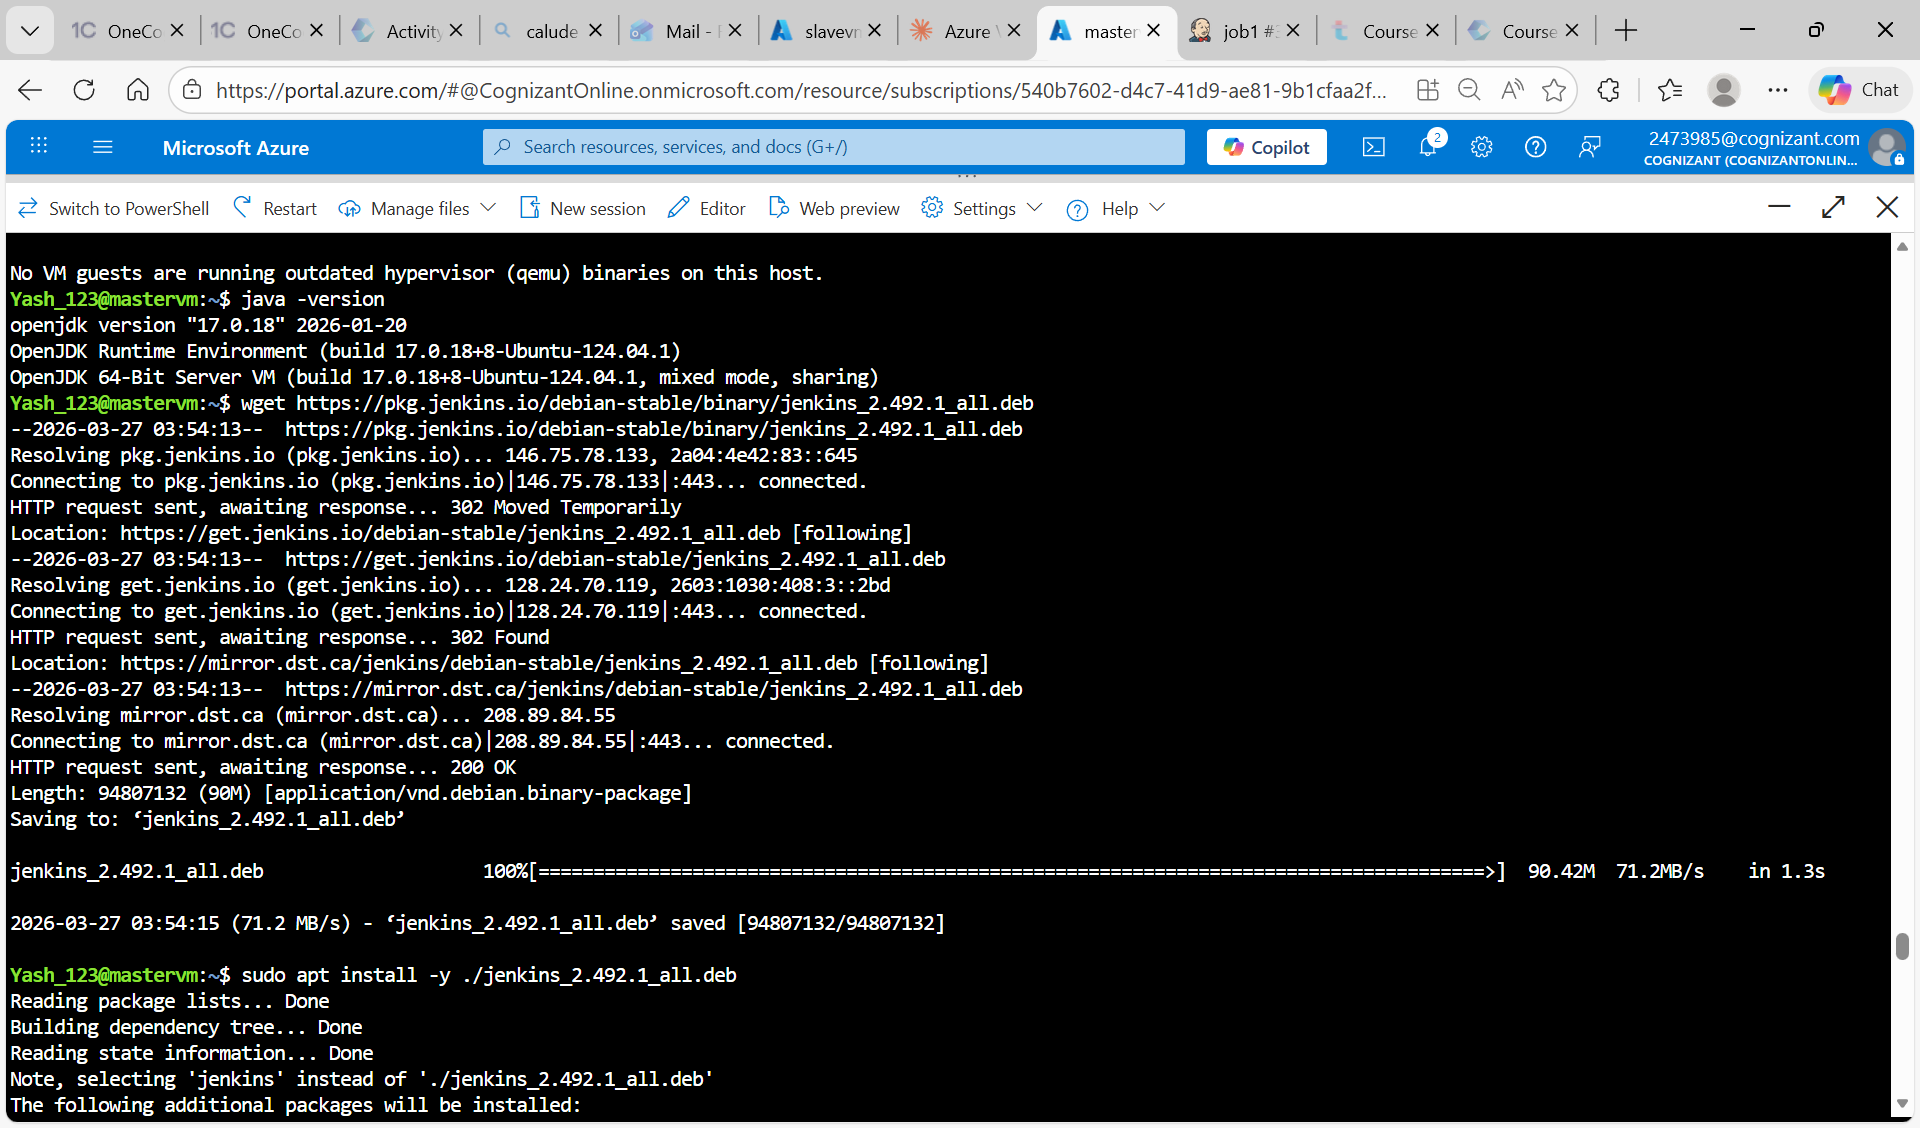 OneCo
OneCo
Activity
calude
Mail -
slavevr
Azure
master
job1 #
Course
Course
https://portal.azure.com/#@CognizantOnline.onmicrosoft.com/resource/subscriptions/540b7602-d4c7-41d9-ae81-9b1cfaa2f...
Chat
Microsoft Azure
Search resources, services, and docs (G+/)
Copilot
2
2473985@cognizant.com
COGNIZANT (COGNIZANTONLIN...
Switch to PowerShell
Restart
Manage files
New session
Editor
Web preview
Settings
Help
No VM guests are running outdated hypervisor (qemu) binaries on this host.
Yash_123@mastervm:~$ java -version
openjdk version "17.0.18" 2026-01-20
OpenJDK Runtime Environment (build 17.0.18+8-Ubuntu-124.04.1)
OpenJDK 64-Bit Server VM (build 17.0.18+8-Ubuntu-124.04.1, mixed mode, sharing)
Yash_123@mastervm:~$ wget https://pkg.jenkins.io/debian-stable/binary/jenkins_2.492.1_all.deb
--2026-03-27 03:54:13--  https://pkg.jenkins.io/debian-stable/binary/jenkins_2.492.1_all.deb
Resolving pkg.jenkins.io (pkg.jenkins.io)... 146.75.78.133, 2a04:4e42:83::645
Connecting to pkg.jenkins.io (pkg.jenkins.io)|146.75.78.133|:443... connected.
HTTP request sent, awaiting response... 302 Moved Temporarily
Location: https://get.jenkins.io/debian-stable/jenkins_2.492.1_all.deb [following]
--2026-03-27 03:54:13--  https://get.jenkins.io/debian-stable/jenkins_2.492.1_all.deb
Resolving get.jenkins.io (get.jenkins.io)... 128.24.70.119, 2603:1030:408:3::2bd
Connecting to get.jenkins.io (get.jenkins.io)|128.24.70.119|:443... connected.
HTTP request sent, awaiting response... 302 Found
Location: https://mirror.dst.ca/jenkins/debian-stable/jenkins_2.492.1_all.deb [following]
--2026-03-27 03:54:13--  https://mirror.dst.ca/jenkins/debian-stable/jenkins_2.492.1_all.deb
Resolving mirror.dst.ca (mirror.dst.ca)... 208.89.84.55
Connecting to mirror.dst.ca (mirror.dst.ca)|208.89.84.55|:443... connected.
HTTP request sent, awaiting response... 200 OK
Length: 94807132 (90M) [application/vnd.debian.binary-package]
Saving to: ‘jenkins_2.492.1_all.deb’
jenkins_2.492.1_all.deb 100%[======================================================================================>] 90.42M 71.2MB/s in 1.3s
2026-03-27 03:54:15 (71.2 MB/s) - ‘jenkins_2.492.1_all.deb’ saved [94807132/94807132]
Yash_123@mastervm:~$ sudo apt install -y ./jenkins_2.492.1_all.deb
Reading package lists... Done
Building dependency tree... Done
Reading state information... Done
Note, selecting 'jenkins' instead of './jenkins_2.492.1_all.deb'
The following additional packages will be installed: